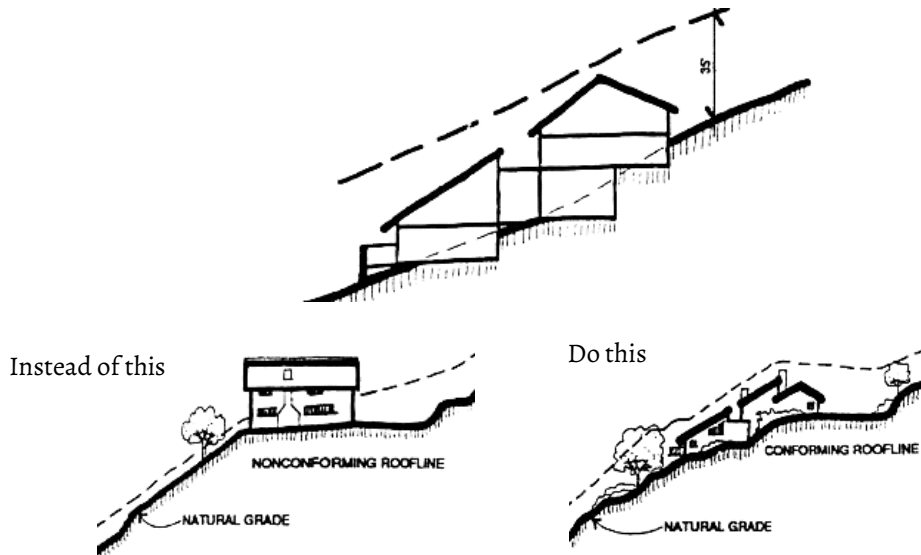 35'
Instead of this
Do this
NONCONFORMING ROOFLINE
CONFORMING ROOFLINE
NATURAL GRADE
NATURAL GRADE